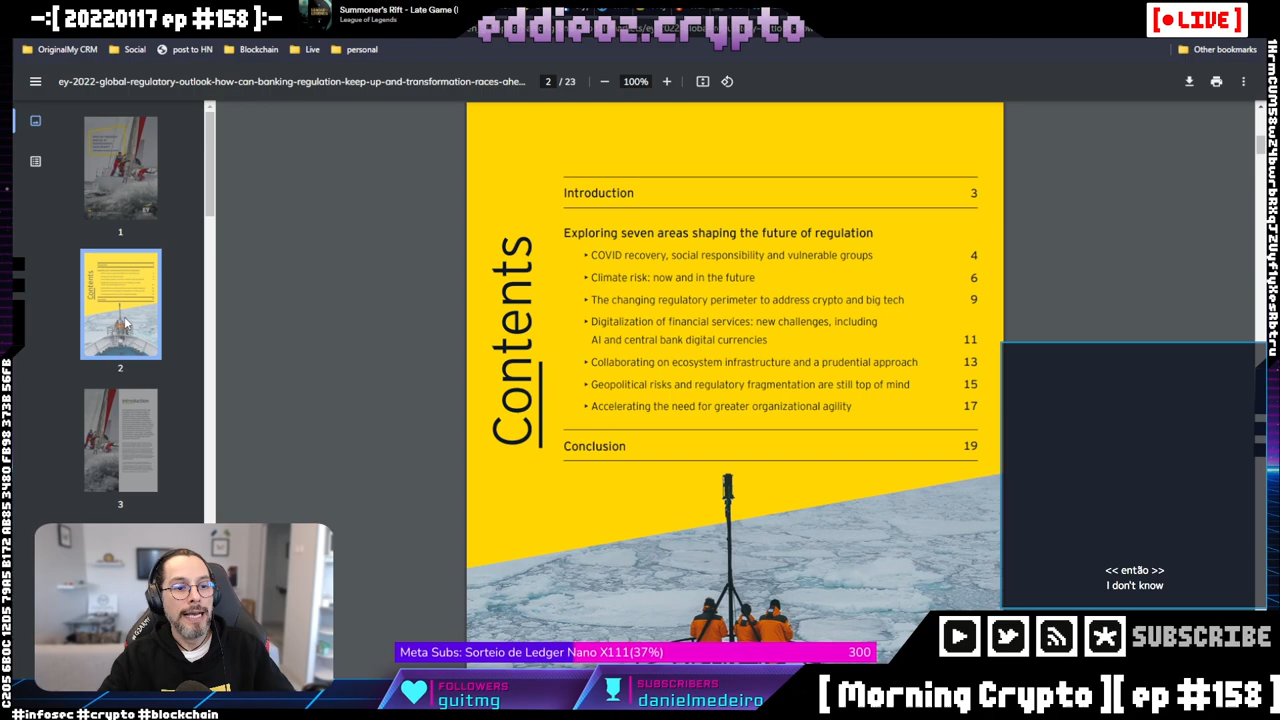 -:[ 20220117 ep #158 ]:-
Summoner's Rift - Late Game (
League of Legends
eddieoz.crypto
[●LIVE]
OriginalMy CRM
Social
post to HN
Blockchain
Live
personal
Other bookmarks
ey-2022-global-regulatory-outlook-how-can-banking-regulation-keep-up-and-transformation-races-ahe...
2 / 23
100%
1
2
3
Contents
Introduction 3
Exploring seven areas shaping the future of regulation
‣ COVID recovery, social responsibility and vulnerable groups 4
‣ Climate risk: now and in the future 6
‣ The changing regulatory perimeter to address crypto and big tech 9
‣ Digitalization of financial services: new challenges, including
AI and central bank digital currencies 11
‣ Collaborating on ecosystem infrastructure and a prudential approach 13
‣ Geopolitical risks and regulatory fragmentation are still top of mind 15
‣ Accelerating the need for greater organizational agility 17
Conclusion 19
<< então >>
I don't know
Meta Subs: Sorteio de Ledger Nano X111(37%) 300
FOLLOWERS
guitmg
SUBSCRIBERS
danielmedeiro
SUBSCRIBE
[ Morning Crypto ][ ep #158 ]
#infosec #crypto #blockchain